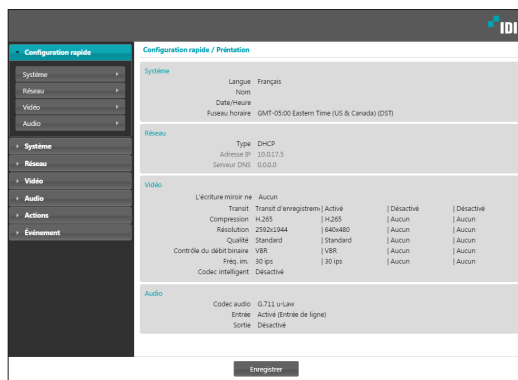 IDI
Configuration rapide
Système
Réseau
Vidéo
Audio
Système
Réseau
Vidéo
Audio
Actions
Événement
Configuration rapide / Préntation
Système
Langue Français
Nom
Date/Heure
Fuseau horaire GMT-05:00 Eastern Time (US & Canada) (DST)
Réseau
Type DHCP
Adresse IP 10.0.17.5
Serveur DNS 0.0.0.0
Vidéo
L'écriture miroir ne Aucun
Transit Transit d'enregistrem | Activé | Désactivé | Désactivé
Compression H.265 | H.265 | Aucun | Aucun
Résolution 2592x1944 | 640x480 | Aucun | Aucun
Qualité Standard | Standard | Aucun | Aucun
Contrôle du débit binaire VBR | VBR | Aucun | Aucun
Fréq. im. 30 ips | 30 ips | Aucun | Aucun
Codec intelligent Désactivé
Audio
Codec audio G.711 u-Law
Entrée Activé (Entrée de ligne)
Sortie Désactivé
Enregistrer